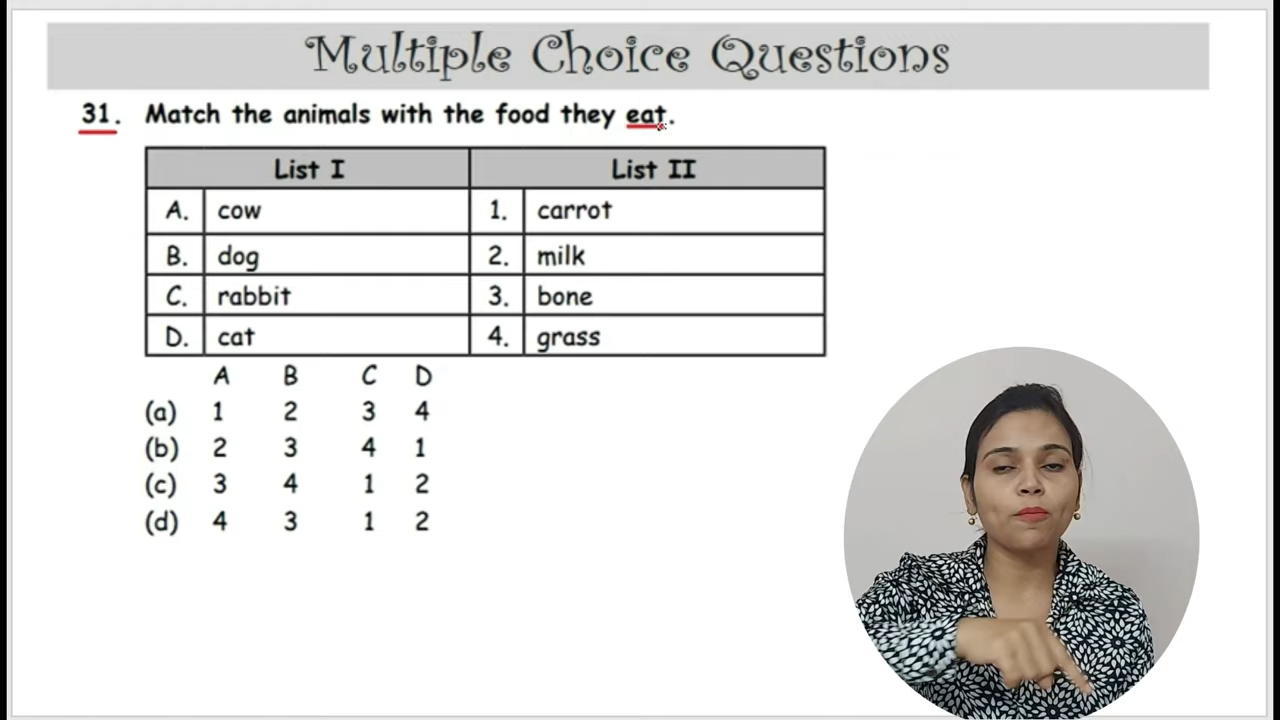 Multiple Choice Questions
31. Match the animals with the food they eat.
List I List II
A. cow 1. carrot
B. dog 2. milk
C. rabbit 3. bone
D. cat 4. grass
A B C D
(a) 1 2 3 4
(b) 2 3 4 1
(c) 3 4 1 2
(d) 4 3 1 2